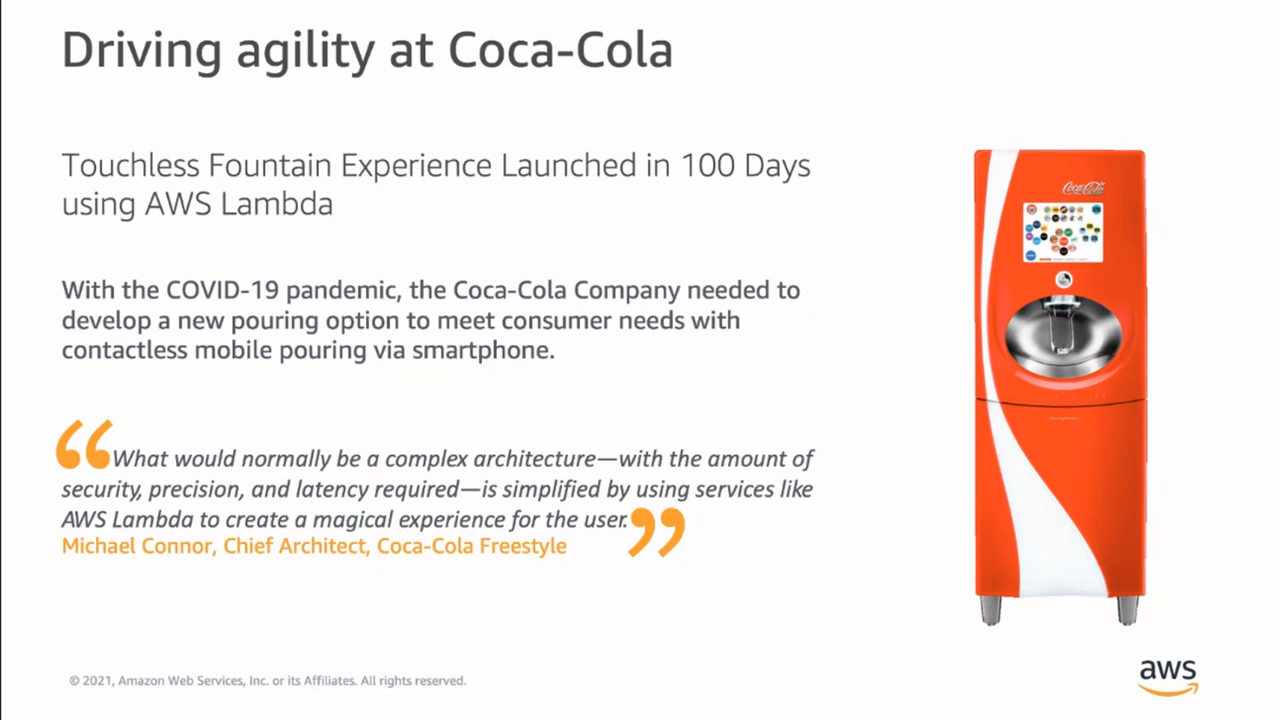 Driving agility at Coca-Cola
Touchless Fountain Experience Launched in 100 Days
using AWS Lambda
With the COVID-19 pandemic, the Coca-Cola Company needed to
develop a new pouring option to meet consumer needs with
contactless mobile pouring via smartphone.
“What would normally be a complex architecture—with the amount of
security, precision, and latency required—is simplified by using services like
AWS Lambda to create a magical experience for the user.”
Michael Connor, Chief Architect, Coca-Cola Freestyle
Coca-Cola
© 2021, Amazon Web Services, Inc. or its Affiliates. All rights reserved.
aws